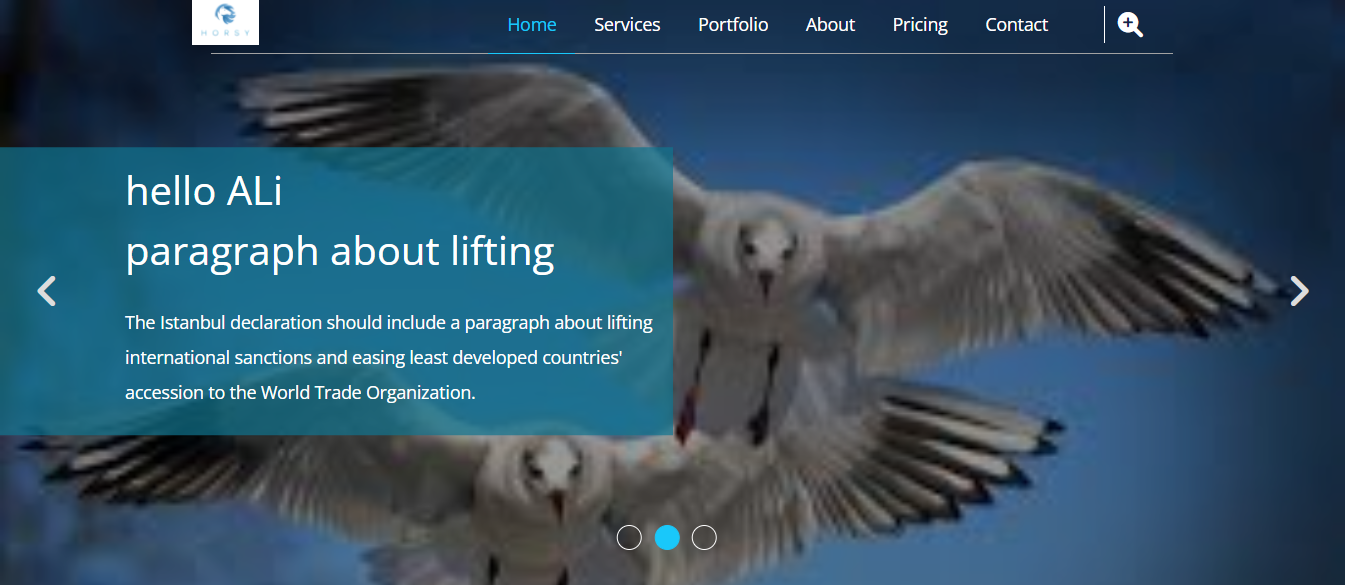 HORSY
Home Services Portfolio About Pricing Contact
hello ALi
paragraph about lifting
The Istanbul declaration should include a paragraph about lifting
international sanctions and easing least developed countries'
accession to the World Trade Organization.